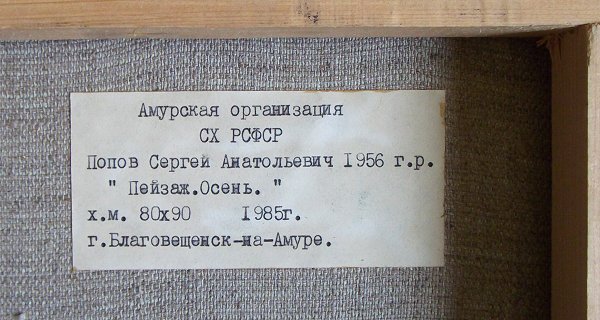 Амурская организация
СХ РСФСР
Попов Сергей Анатольевич 1956 г.р.
" Пейзаж.Осень. "
х.м. 80х90 1985г.
г.Благовещенск-на-Амуре.